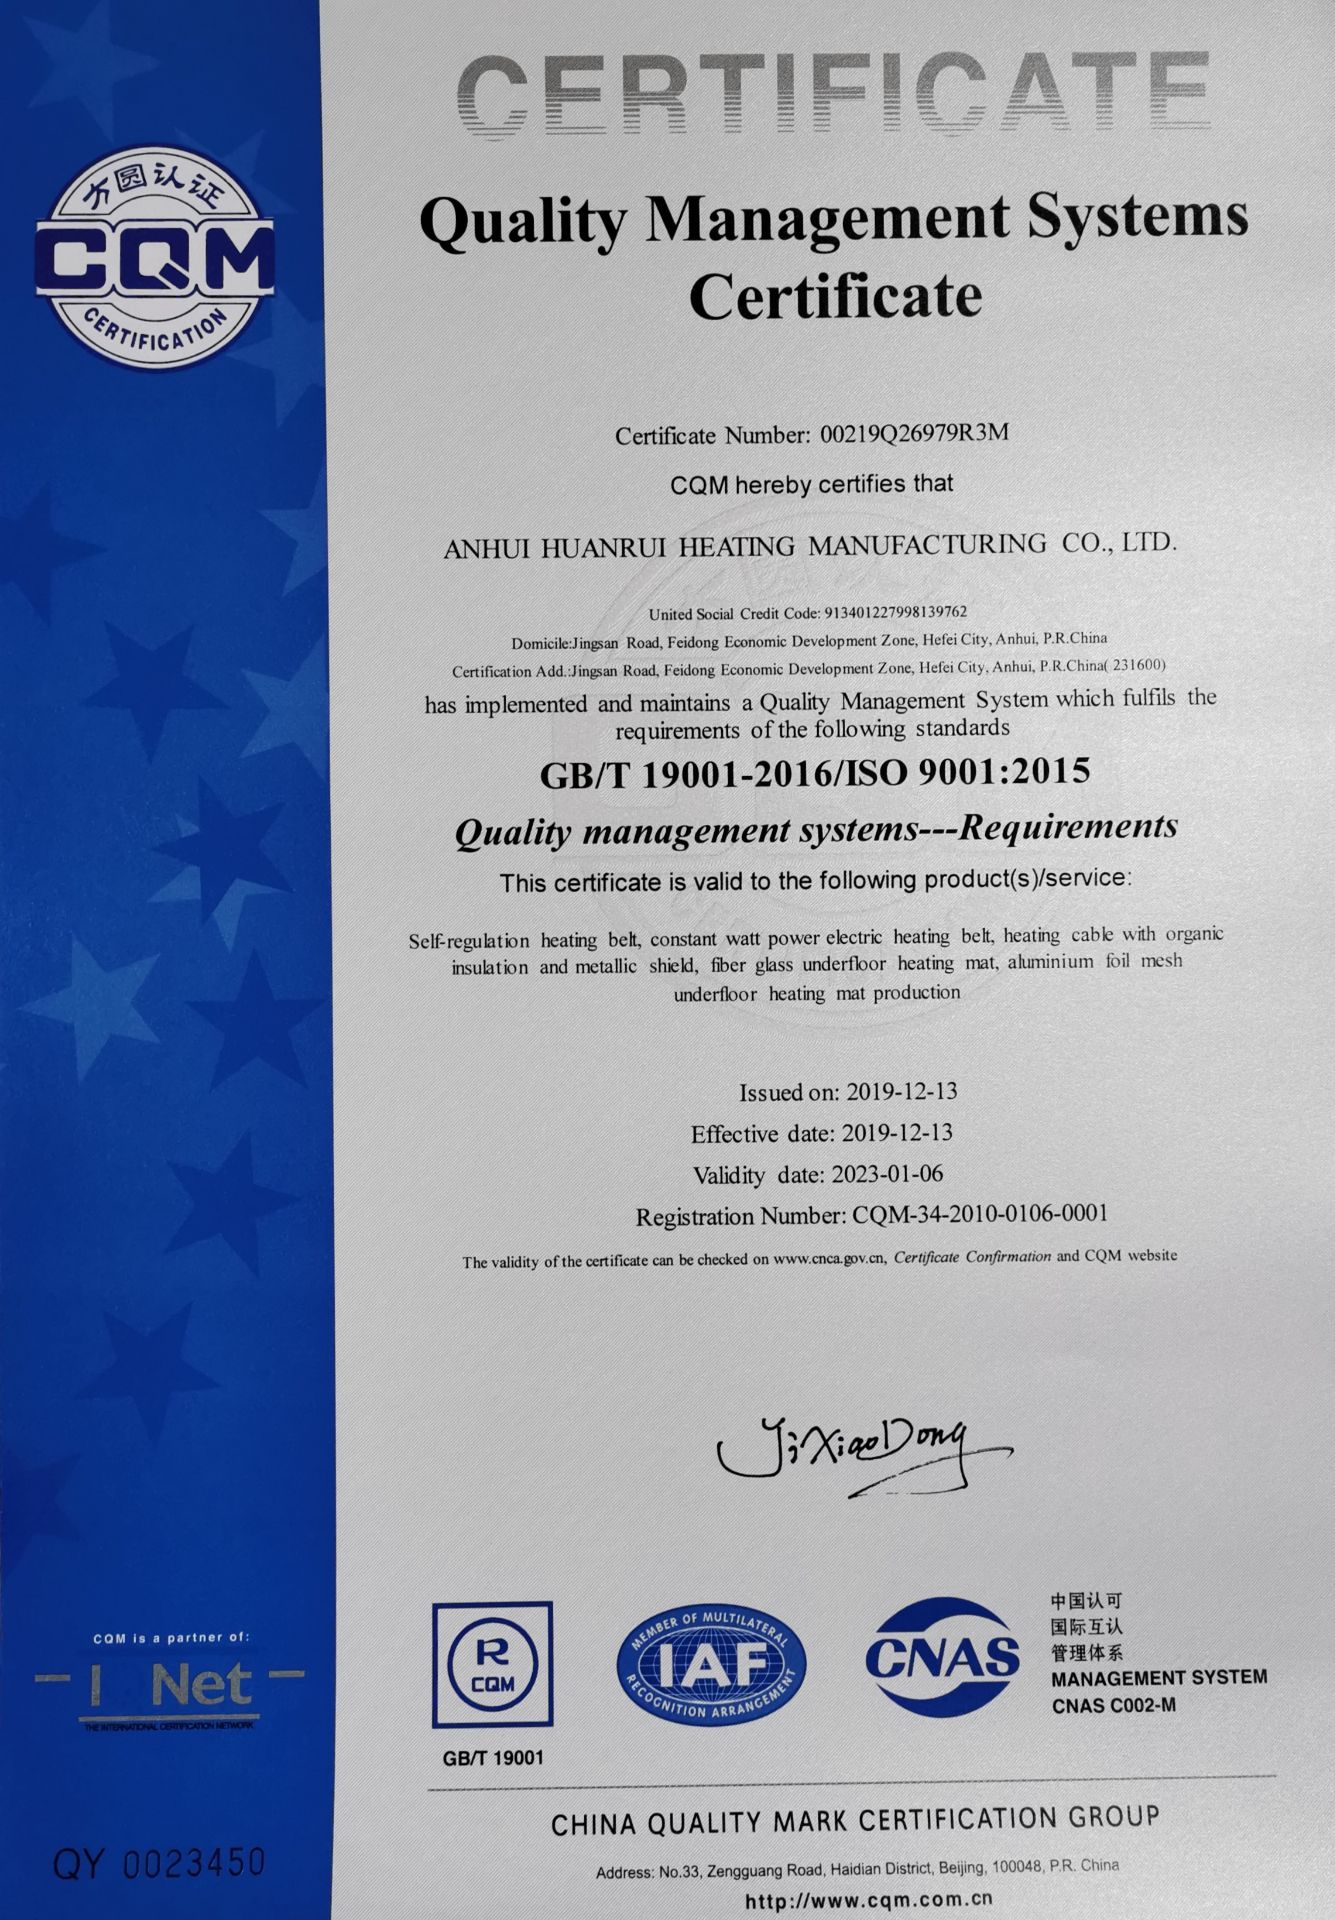 CERTIFICATE
方圆认证
CQM
CERTIFICATION
Quality Management Systems
Certificate
Certificate Number: 00219Q26979R3M
CQM hereby certifies that
ANHUI HUANRUI HEATING MANUFACTURING CO., LTD.
United Social Credit Code: 913401227998139762
Domicile:Jingsan Road, Feidong Economic Development Zone, Hefei City, Anhui, P.R.China
Certification Add.:Jingsan Road, Feidong Economic Development Zone, Hefei City, Anhui, P.R.China( 231600)
has implemented and maintains a Quality Management System which fulfils the
requirements of the following standards
GB/T 19001-2016/ISO 9001:2015
Quality management systems---Requirements
This certificate is valid to the following product(s)/service:
Self-regulation heating belt, constant watt power electric heating belt, heating cable with organic
insulation and metallic shield, fiber glass underfloor heating mat, aluminium foil mesh
underfloor heating mat production
Issued on: 2019-12-13
Effective date: 2019-12-13
Validity date: 2023-01-06
Registration Number: CQM-34-2010-0106-0001
The validity of the certificate can be checked on www.cnca.gov.cn, Certificate Confirmation and CQM website
Ji XiaoDong
CQM is a partner of:
I Net
THE INTERNATIONAL CERTIFICATION NETWORK
QY 0023450
R
CQM
GB/T 19001
MEMBER OF MULTILATERAL
IAF
RECOGNITION ARRANGEMENT
CNAS
中国认可
国际互认
管理体系
MANAGEMENT SYSTEM
CNAS C002-M
CHINA QUALITY MARK CERTIFICATION GROUP
Address: No.33, Zengguang Road, Haidian District, Beijing, 100048, P.R. China
http://www.cqm.com.cn